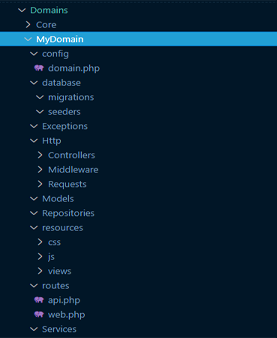 Domains
Core
MyDomain
config
domain.php
database
migrations
seeders
Exceptions
Http
Controllers
Middleware
Requests
Models
Repositories
resources
css
js
views
routes
api.php
web.php
Services